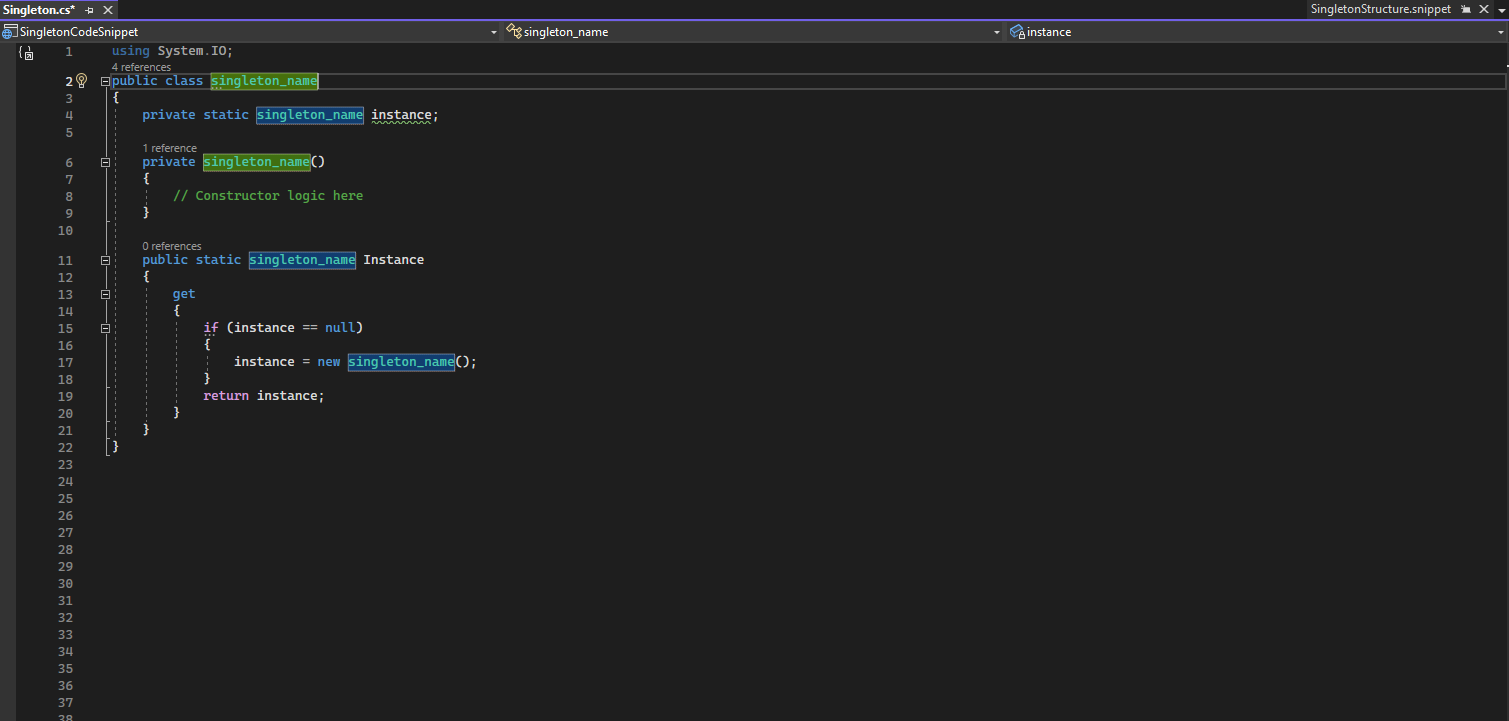 Singleton.cs*
SingletonStructure.snippet
SingletonCodeSnippet
singleton_name
instance
1 using System.IO;
4 references
2 public class singleton_name
3 {
4 private static singleton_name instance;
5
1 reference
6 private singleton_name()
7 {
8 // Constructor logic here
9 }
10
0 references
11 public static singleton_name Instance
12 {
13 get
14 {
15 if (instance == null)
16 {
17 instance = new singleton_name();
18 }
19 return instance;
20 }
21 }
22 }
23
24
25
26
27
28
29
30
31
32
33
34
35
36
37
38